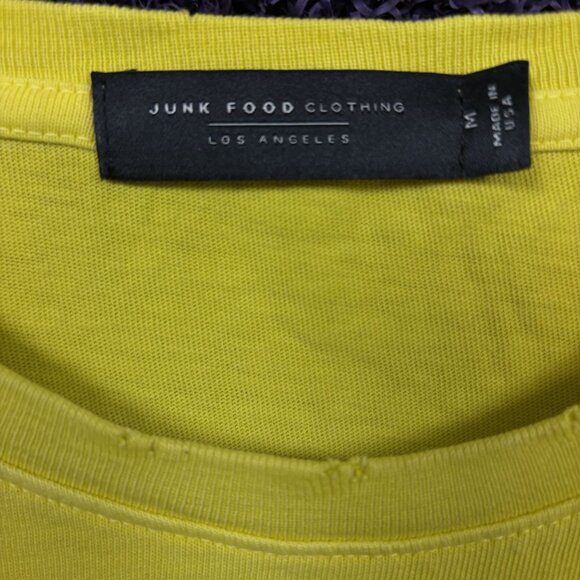 JUNK FOOD CLOTHING
LOS ANGELES
M
MADE IN
USA